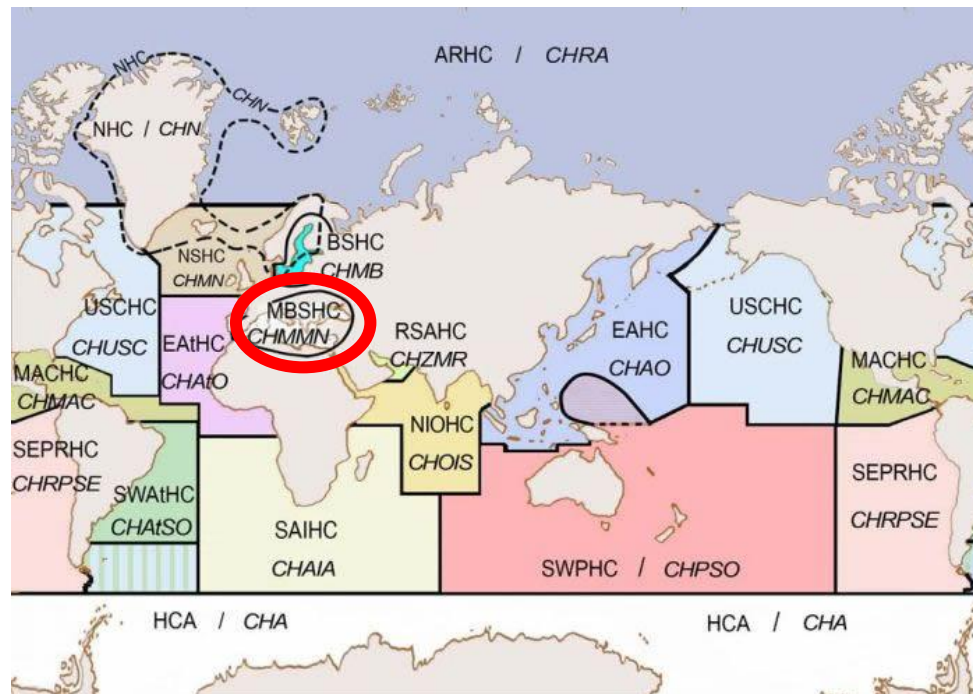 ARHC / CHRA
NHC
CHN
NHC / CHN
NSHC
CHMN
BSHC
CHMB
USCHC
CHUSC
EAtHC
CHAtO
MBSHC
CHMMN
RSAHC
CHZMR
EAHC
CHAO
USCHC
CHUSC
MACHC
CHMAC
MACHC
CHMAC
NIOHC
CHOIS
SEPRHC
CHRPSE
SWAtHC
CHAtSO
SAIHC
CHAIA
SWPHC / CHPSO
SEPRHC
CHRPSE
HCA / CHA
HCA / CHA